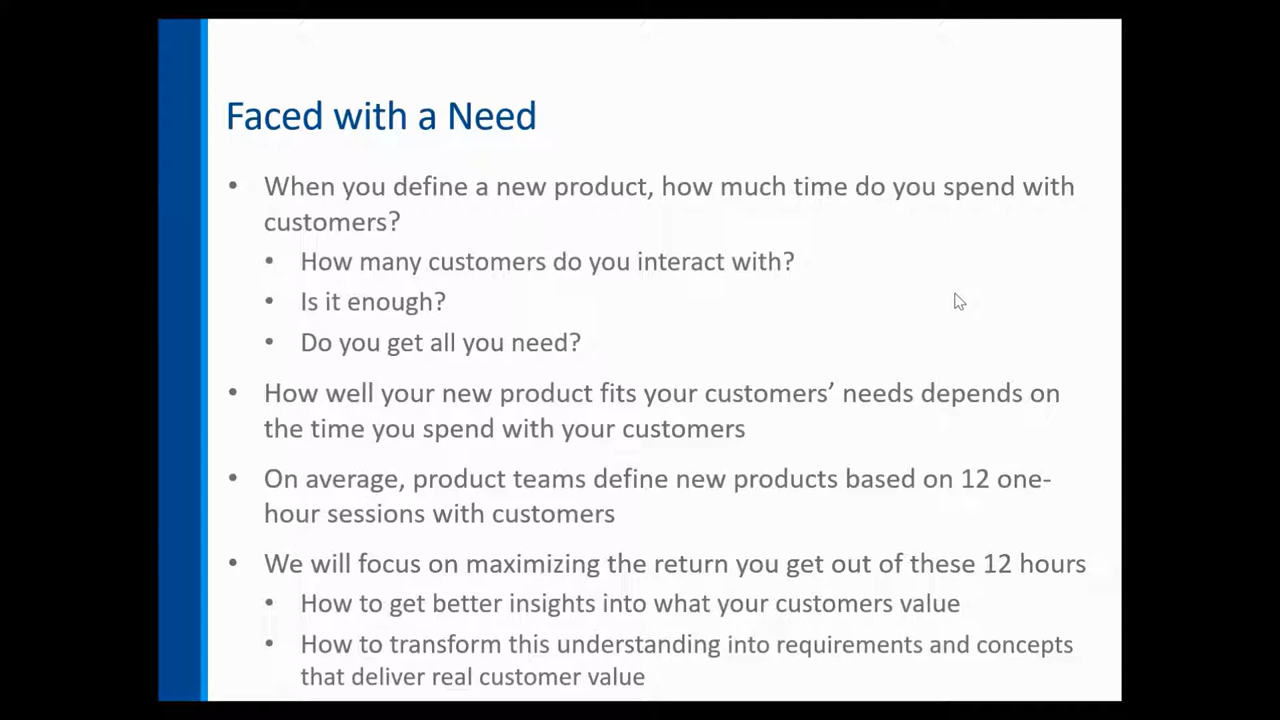 Faced with a Need
• When you define a new product, how much time do you spend with
customers?
• How many customers do you interact with?
• Is it enough?
• Do you get all you need?
• How well your new product fits your customers’ needs depends on
the time you spend with your customers
• On average, product teams define new products based on 12 one-
hour sessions with customers
• We will focus on maximizing the return you get out of these 12 hours
• How to get better insights into what your customers value
• How to transform this understanding into requirements and concepts
that deliver real customer value